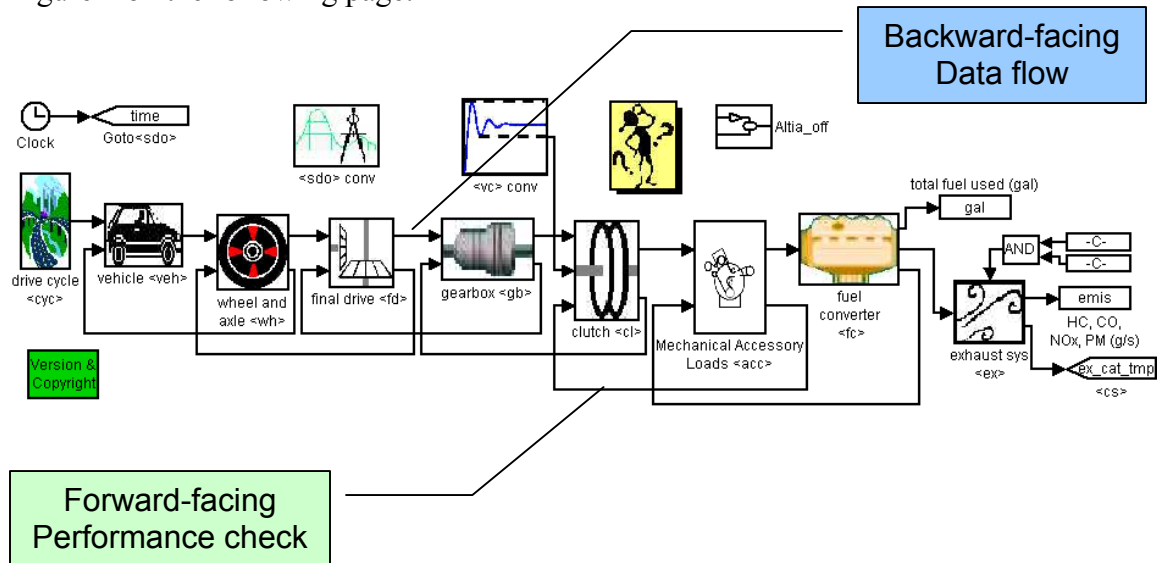 Backward-facing
Data flow
time
Goto<sdo>
Clock
<sdo> conv
<vc> conv
Altia_off
total fuel used (gal)
gal
AND
-C-
-C-
drive cycle
<cyc>
vehicle <veh>
wheel and
axle <wh>
final drive <fd>
gearbox <gb>
clutch <cl>
Mechanical Accessory
Loads <acc>
fuel
converter
<fc>
exhaust sys
<ex>
emis
HC, CO,
NOx, PM (g/s)
ex_cat_tmp
<cs>
Version &
Copyright
Forward-facing
Performance check